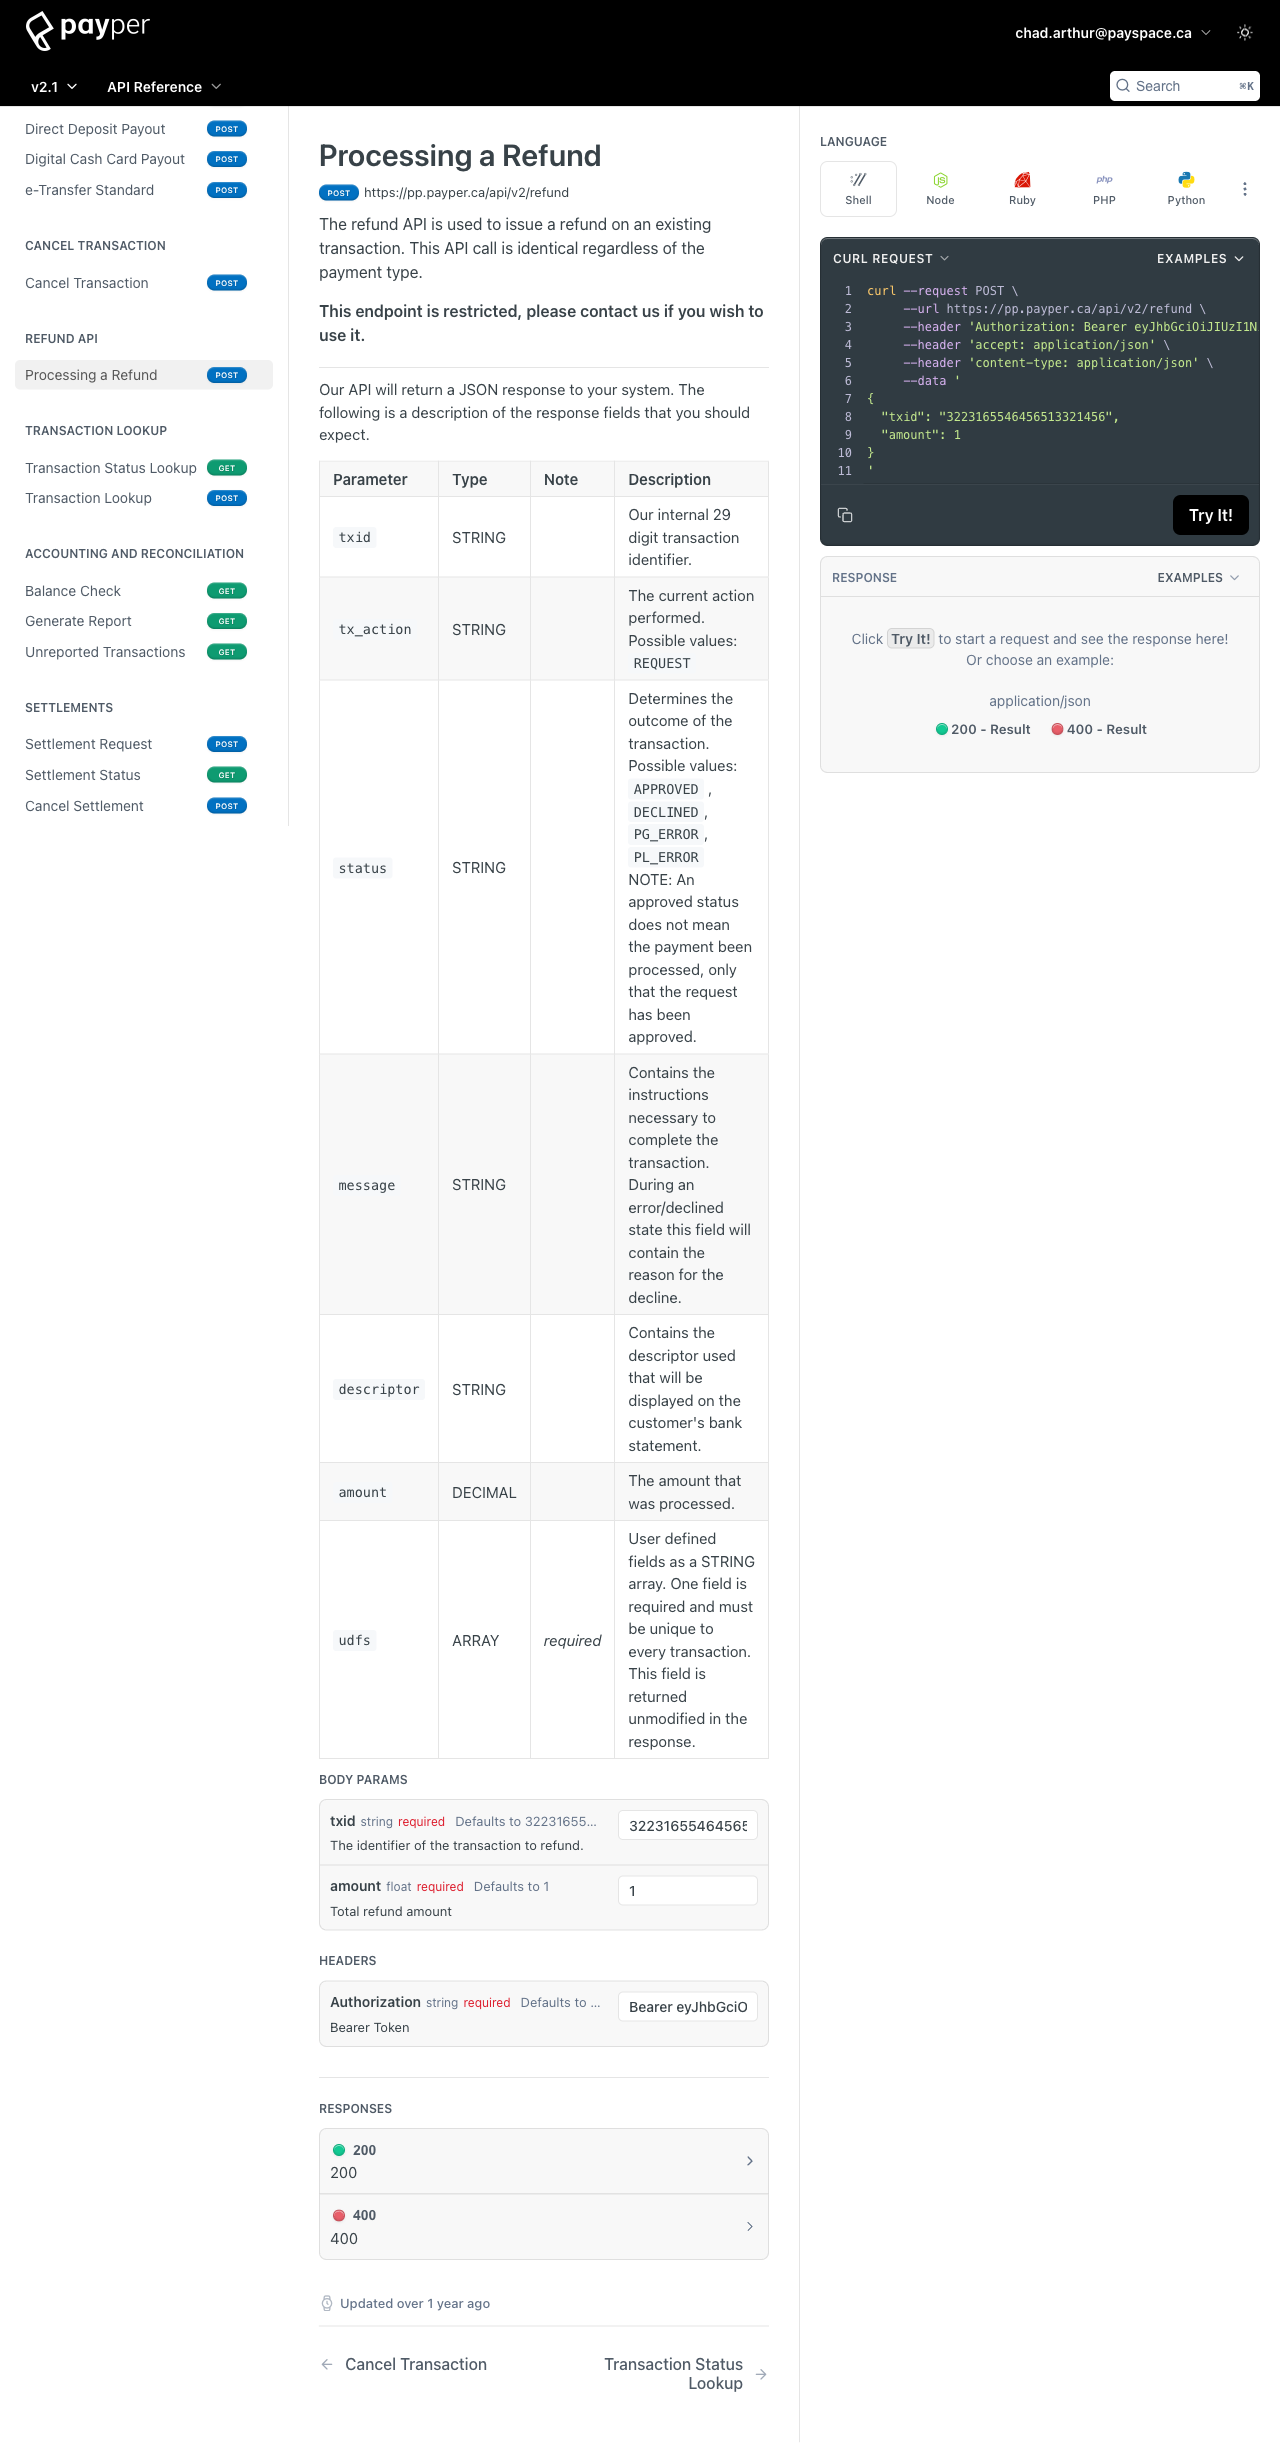 payper
chad.arthur@payspace.ca
v2.1
API Reference
Search
⌘K
Direct Deposit Payout POST
Digital Cash Card Payout POST
e-Transfer Standard POST
CANCEL TRANSACTION
Cancel Transaction POST
REFUND API
Processing a Refund POST
TRANSACTION LOOKUP
Transaction Status Lookup GET
Transaction Lookup POST
ACCOUNTING AND RECONCILIATION
Balance Check GET
Generate Report GET
Unreported Transactions GET
SETTLEMENTS
Settlement Request POST
Settlement Status GET
Cancel Settlement POST
Processing a Refund
POST https://pp.payper.ca/api/v2/refund
The refund API is used to issue a refund on an existing
transaction. This API call is identical regardless of the
payment type.
This endpoint is restricted, please contact us if you wish to
use it.
Our API will return a JSON response to your system. The
following is a description of the response fields that you should
expect.
Parameter Type Note Description
txid STRING
Our internal 29
digit transaction
identifier.
tx_action STRING
The current action
performed.
Possible values:
REQUEST
status STRING
Determines the
outcome of the
transaction.
Possible values:
APPROVED ,
DECLINED ,
PG_ERROR ,
PL_ERROR
NOTE: An
approved status
does not mean
the payment been
processed, only
that the request
has been
approved.
message STRING
Contains the
instructions
necessary to
complete the
transaction.
During an
error/declined
state this field will
contain the
reason for the
decline.
descriptor STRING
Contains the
descriptor used
that will be
displayed on the
customer's bank
statement.
amount DECIMAL
The amount that
was processed.
udfs ARRAY required
User defined
fields as a STRING
array. One field is
required and must
be unique to
every transaction.
This field is
returned
unmodified in the
response.
BODY PARAMS
txid string required Defaults to 32231655...
32231655464565
The identifier of the transaction to refund.
amount float required Defaults to 1
1
Total refund amount
HEADERS
Authorization string required Defaults to ...
Bearer eyJhbGciO
Bearer Token
RESPONSES
200
200
400
400
Updated over 1 year ago
← Cancel Transaction
Transaction Status
Lookup →
LANGUAGE
Shell
Node
Ruby
php
PHP
Python
CURL REQUEST
EXAMPLES
1 curl --request POST \
2 --url https://pp.payper.ca/api/v2/refund \
3 --header 'Authorization: Bearer eyJhbGciOiJIUzI1N
4 --header 'accept: application/json' \
5 --header 'content-type: application/json' \
6 --data '
7 {
8 "txid": "3223165546456513321456",
9 "amount": 1
10 }
11 '
Try It!
RESPONSE
EXAMPLES
Click Try It! to start a request and see the response here!
Or choose an example:
application/json
200 - Result
400 - Result